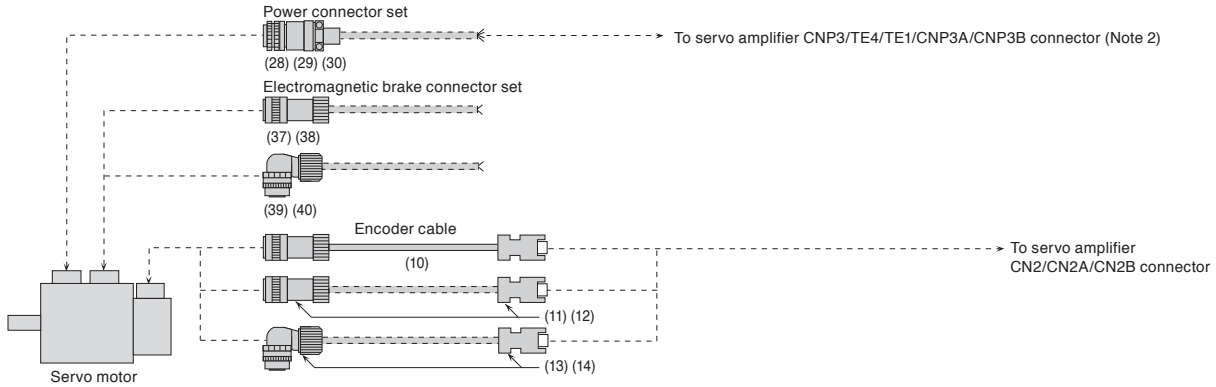 Power connector set
To servo amplifier CNP3/TE4/TE1/CNP3A/CNP3B connector (Note 2)
(28) (29) (30)
Electromagnetic brake connector set
(37) (38)
(39) (40)
Encoder cable
(10)
To servo amplifier
CN2/CN2A/CN2B connector
(11) (12)
(13) (14)
Servo motor